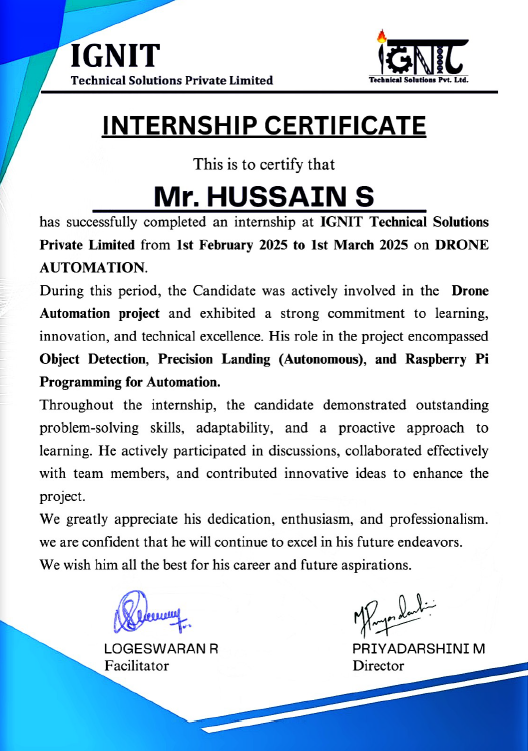 IGNIT
Technical Solutions Private Limited
IGNIT
Technical Solutions Pvt. Ltd.
INTERNSHIP CERTIFICATE
This is to certify that
Mr. HUSSAIN S
has successfully completed an internship at IGNIT Technical Solutions
Private Limited from 1st February 2025 to 1st March 2025 on DRONE
AUTOMATION.
During this period, the Candidate was actively involved in the Drone
Automation project and exhibited a strong commitment to learning,
innovation, and technical excellence. His role in the project encompassed
Object Detection, Precision Landing (Autonomous), and Raspberry Pi
Programming for Automation.
Throughout the internship, the candidate demonstrated outstanding
problem-solving skills, adaptability, and a proactive approach to
learning. He actively participated in discussions, collaborated effectively
with team members, and contributed innovative ideas to enhance the
project.
We greatly appreciate his dedication, enthusiasm, and professionalism.
we are confident that he will continue to excel in his future endeavors.
We wish him all the best for his career and future aspirations.
LOGESWARAN R
Facilitator
PRIYADARSHINI M
Director